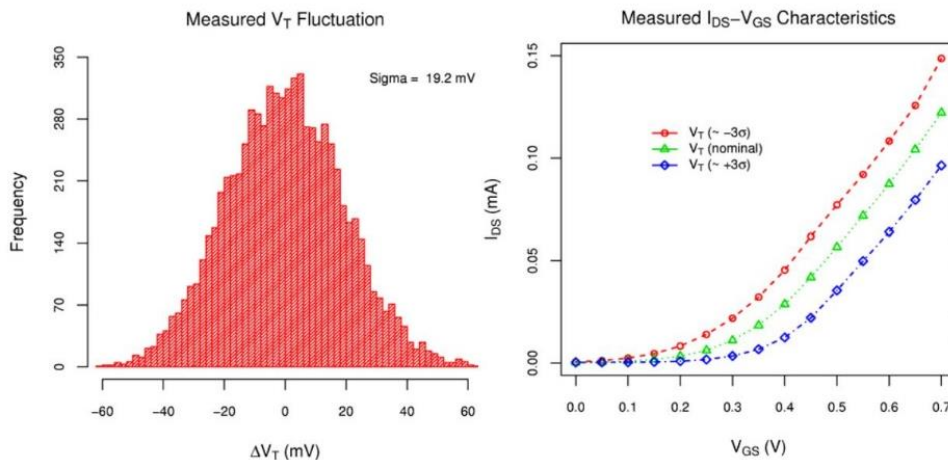 Measured V_T Fluctuation
Sigma = 19.2 mV
Frequency
350
280
210
140
70
0
−60 −40 −20 0 20 40 60
ΔV_T (mV)
Measured I_DS−V_GS Characteristics
V_T (~ −3σ)
V_T (nominal)
V_T (~ +3σ)
I_DS (mA)
0.15
0.10
0.05
0.00
0.0 0.1 0.2 0.3 0.4 0.5 0.6 0.7
V_GS (V)